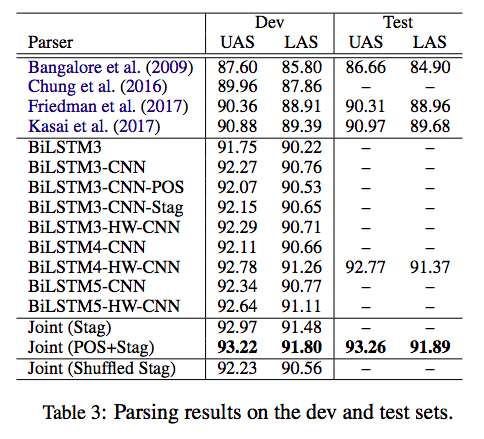 Dev Test
Parser UAS LAS UAS LAS
Bangalore et al. (2009) 87.60 85.80 86.66 84.90
Chung et al. (2016) 89.96 87.86 – –
Friedman et al. (2017) 90.36 88.91 90.31 88.96
Kasai et al. (2017) 90.88 89.39 90.97 89.68
BiLSTM3 91.75 90.22 – –
BiLSTM3-CNN 92.27 90.76 – –
BiLSTM3-CNN-POS 92.07 90.53 – –
BiLSTM3-CNN-Stag 92.15 90.65 – –
BiLSTM3-HW-CNN 92.29 90.71 – –
BiLSTM4-CNN 92.11 90.66 – –
BiLSTM4-HW-CNN 92.78 91.26 92.77 91.37
BiLSTM5-CNN 92.34 90.77 – –
BiLSTM5-HW-CNN 92.64 91.11 – –
Joint (Stag) 92.97 91.48 – –
Joint (POS+Stag) 93.22 91.80 93.26 91.89
Joint (Shuffled Stag) 92.23 90.56 – –
Table 3: Parsing results on the dev and test sets.